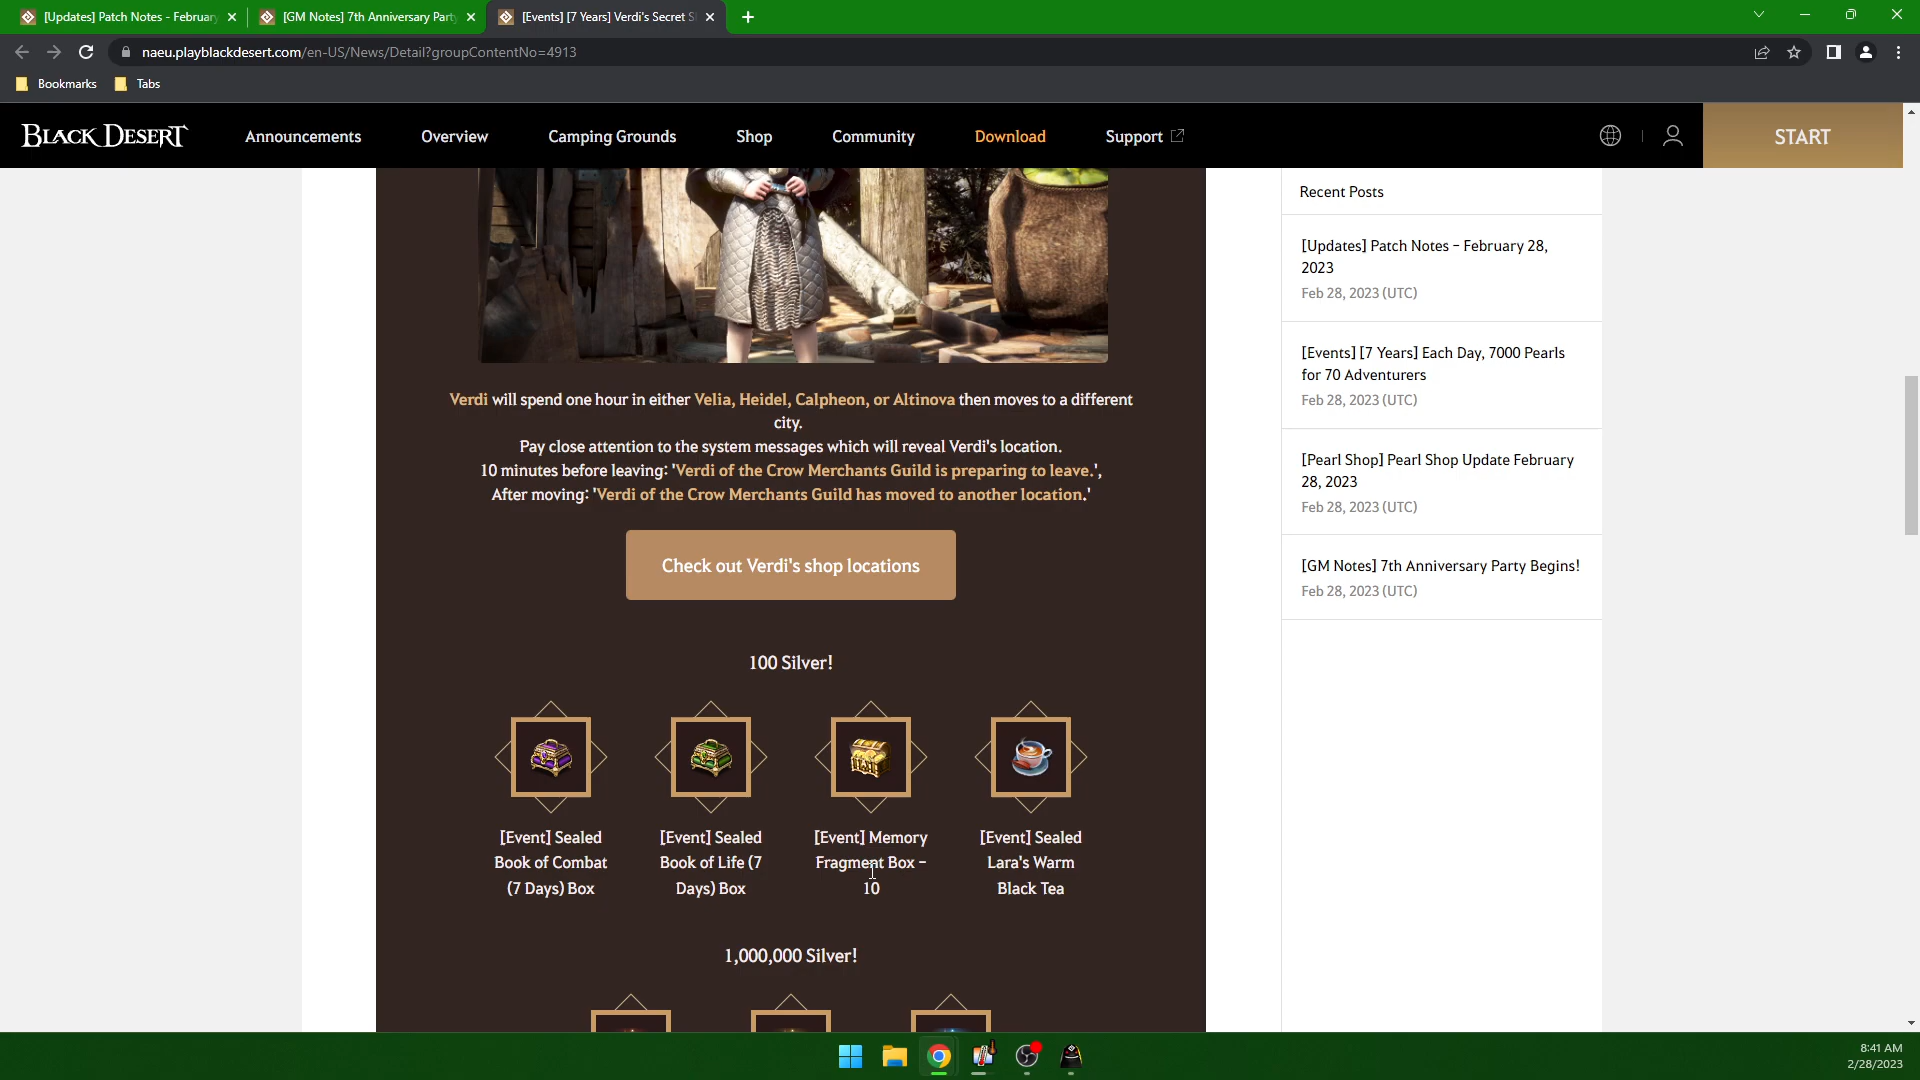 [Updates] Patch Notes - Februar
[GM Notes] 7th Anniversary Part
[Events] [7 Years] Verdi's Secret S
naeu.playblackdesert.com/en-US/News/Detail?groupContentNo=4913
Bookmarks
Tabs
BLACK DESERT
Announcements
Overview
Camping Grounds
Shop
Community
Download
Support
START
Verdi will spend one hour in either Velia, Heidel, Calpheon, or Altinova then moves to a different
city.
Pay close attention to the system messages which will reveal Verdi's location.
10 minutes before leaving: 'Verdi of the Crow Merchants Guild is preparing to leave.',
After moving: 'Verdi of the Crow Merchants Guild has moved to another location.'
Check out Verdi's shop locations
100 Silver!
[Event] Sealed
Book of Combat
(7 Days) Box
[Event] Sealed
Book of Life (7
Days) Box
[Event] Memory
Fragment Box -
10
[Event] Sealed
Lara's Warm
Black Tea
1,000,000 Silver!
Recent Posts
[Updates] Patch Notes - February 28,
2023
Feb 28, 2023 (UTC)
[Events] [7 Years] Each Day, 7000 Pearls
for 70 Adventurers
Feb 28, 2023 (UTC)
[Pearl Shop] Pearl Shop Update February
28, 2023
Feb 28, 2023 (UTC)
[GM Notes] 7th Anniversary Party Begins!
Feb 28, 2023 (UTC)
8:41 AM
2/28/2023